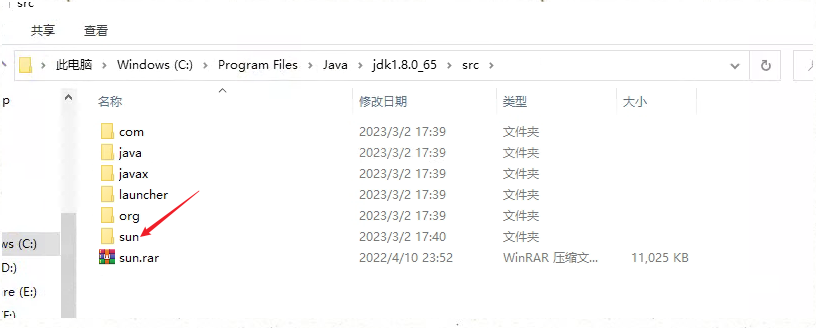 src
共享 查看
此电脑 Windows (C:) Program Files Java jdk1.8.0_65 src
名称 修改日期 类型 大小
com 2023/3/2 17:39 文件夹
java 2023/3/2 17:39 文件夹
javax 2023/3/2 17:39 文件夹
launcher 2023/3/2 17:39 文件夹
org 2023/3/2 17:39 文件夹
sun 2023/3/2 17:40 文件夹
sun.rar 2022/4/10 23:52 WinRAR 压缩文... 11,025 KB
p
ws (C:)
D:)
re (E:)